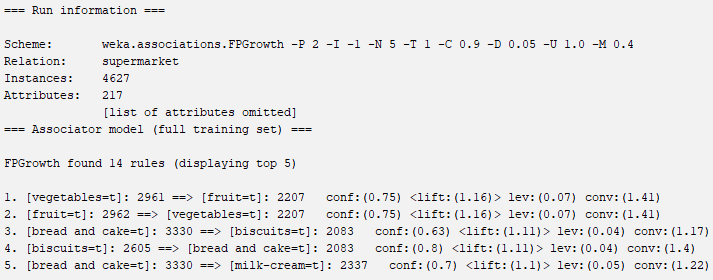 === Run information ===
Scheme: weka.associations.FPGrowth -P 2 -I -1 -N 5 -T 1 -C 0.9 -D 0.05 -U 1.0 -M 0.4
Relation: supermarket
Instances: 4627
Attributes: 217
[list of attributes omitted]
=== Associator model (full training set) ===
FPGrowth found 14 rules (displaying top 5)
1. [vegetables=t]: 2961 ==> [fruit=t]: 2207 conf:(0.75) <lift:(1.16)> lev:(0.07) conv:(1.41)
2. [fruit=t]: 2962 ==> [vegetables=t]: 2207 conf:(0.75) <lift:(1.16)> lev:(0.07) conv:(1.41)
3. [bread and cake=t]: 3330 ==> [biscuits=t]: 2083 conf:(0.63) <lift:(1.11)> lev:(0.04) conv:(1.17)
4. [biscuits=t]: 2605 ==> [bread and cake=t]: 2083 conf:(0.8) <lift:(1.11)> lev:(0.04) conv:(1.4)
5. [bread and cake=t]: 3330 ==> [milk-cream=t]: 2337 conf:(0.7) <lift:(1.1)> lev:(0.05) conv:(1.22)